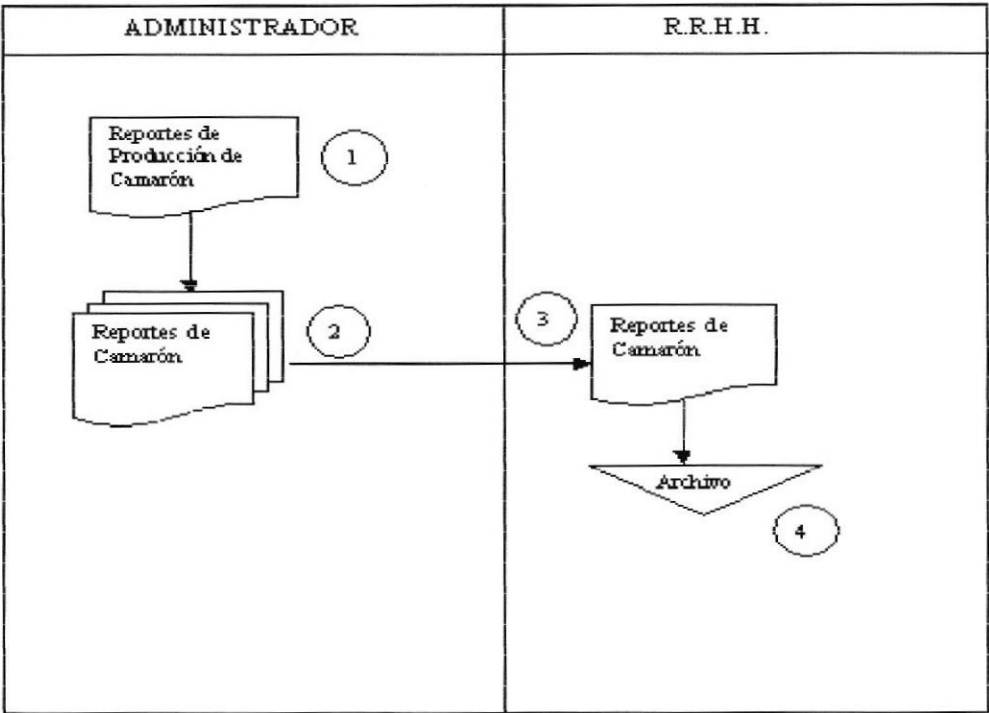 ADMINISTRADOR
R.R.H.H.
Reportes de
Producción de
Camarón
1
Reportes de
Camarón
2
3
Reportes de
Camarón
Archivo
4